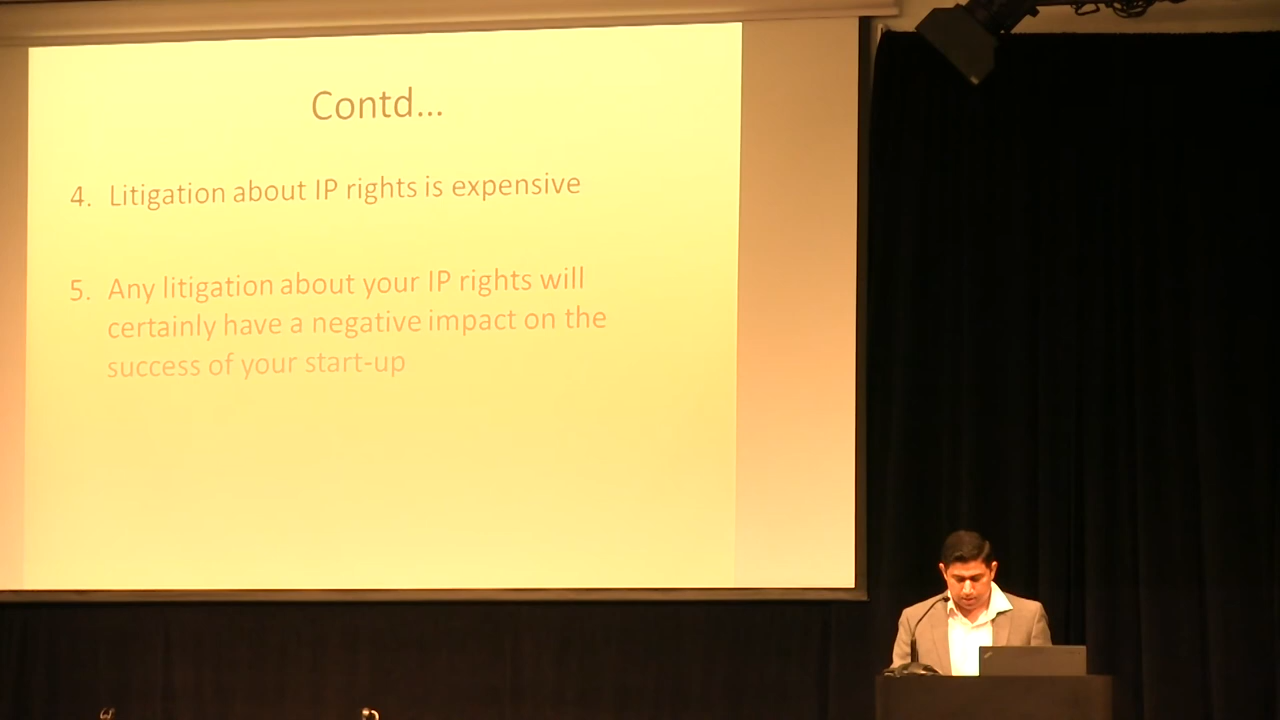 Contd...
4. Litigation about IP rights is expensive
5. Any litigation about your IP rights will
certainly have a negative impact on the
success of your start-up